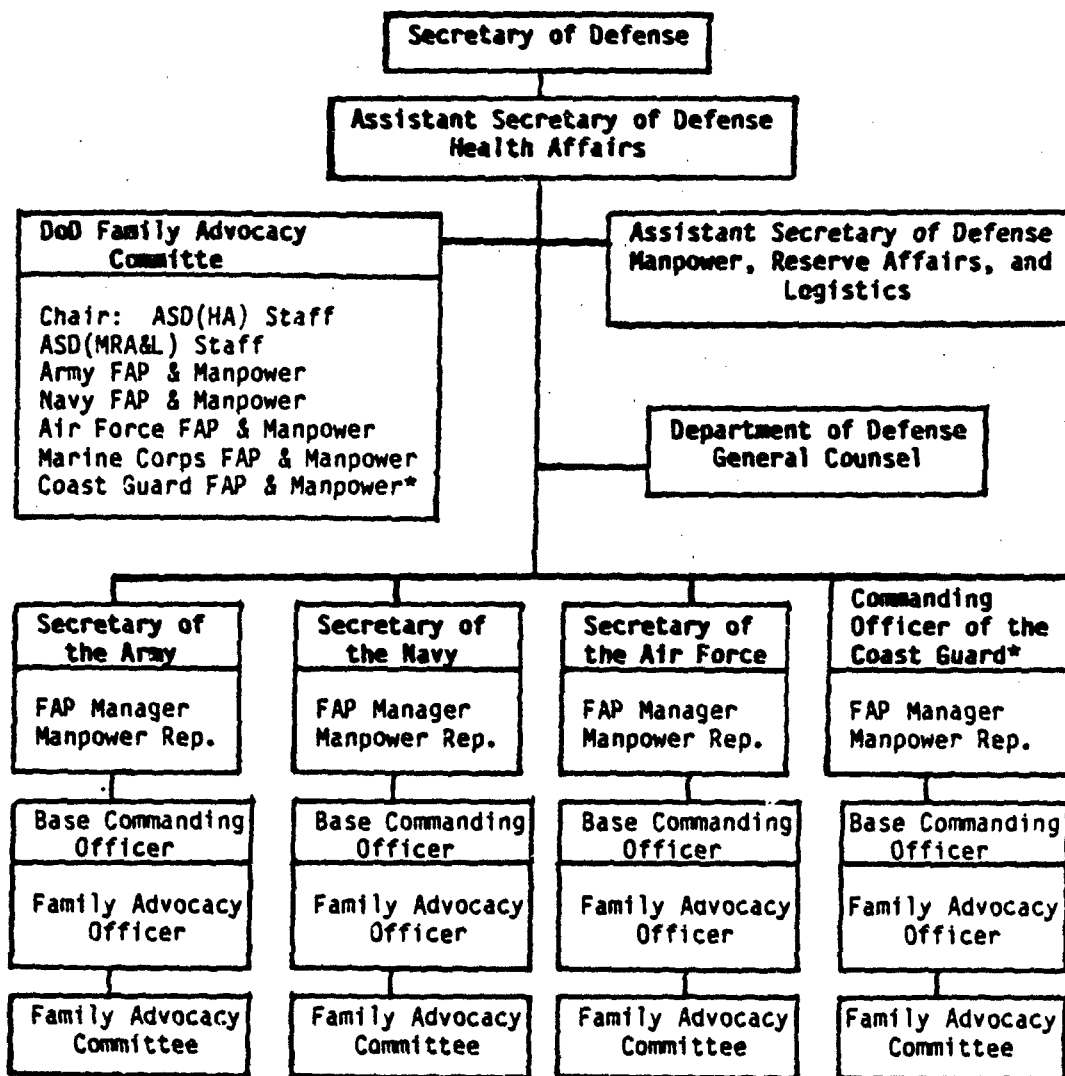 Secretary of Defense
Assistant Secretary of Defense
Health Affairs
DoD Family Advocacy
Committe
Chair: ASD(HA) Staff
ASD(MRA&L) Staff
Army FAP & Manpower
Navy FAP & Manpower
Air Force FAP & Manpower
Marine Corps FAP & Manpower
Coast Guard FAP & Manpower*
Assistant Secretary of Defense
Manpower, Reserve Affairs, and
Logistics
Department of Defense
General Counsel
Secretary of
the Army
FAP Manager
Manpower Rep.
Base Commanding
Officer
Family Advocacy
Officer
Family Advocacy
Committee
Secretary of
the Navy
FAP Manager
Manpower Rep.
Base Commanding
Officer
Family Advocacy
Officer
Family Advocacy
Committee
Secretary of
the Air Force
FAP Manager
Manpower Rep.
Base Commanding
Officer
Family Advocacy
Officer
Family Advocacy
Committee
Commanding
Officer of the
Coast Guard*
FAP Manager
Manpower Rep.
Base Commanding
Officer
Family Advocacy
Officer
Family Advocacy
Committee